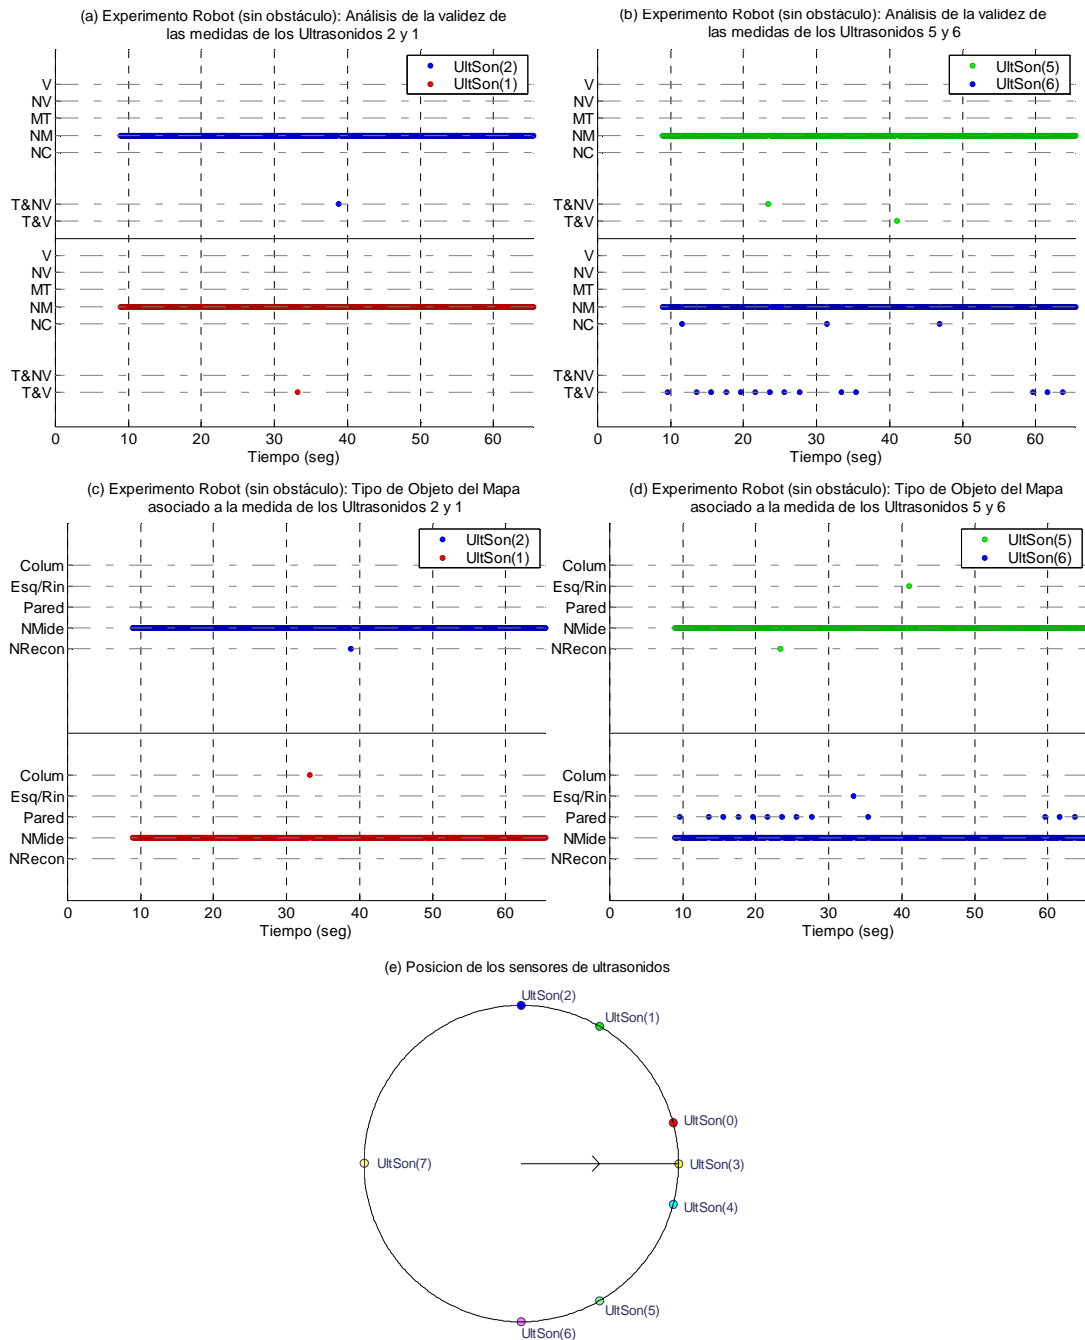 (a) Experimento Robot (sin obstáculo): Análisis de la validez de
las medidas de los Ultrasonidos 2 y 1
UltSon(2)
UltSon(1)
V
NV
MT
NM
NC
T&NV
T&V
V
NV
MT
NM
NC
T&NV
T&V
0
10
20
30
40
50
60
Tiempo (seg)
(b) Experimento Robot (sin obstáculo): Análisis de la validez de
las medidas de los Ultrasonidos 5 y 6
UltSon(5)
UltSon(6)
V
NV
MT
NM
NC
T&NV
T&V
V
NV
MT
NM
NC
T&NV
T&V
0
10
20
30
40
50
60
Tiempo (seg)
(c) Experimento Robot (sin obstáculo): Tipo de Objeto del Mapa
asociado a la medida de los Ultrasonidos 2 y 1
UltSon(2)
UltSon(1)
Colum
Esq/Rin
Pared
NMide
NRecon
Colum
Esq/Rin
Pared
NMide
NRecon
0
10
20
30
40
50
60
Tiempo (seg)
(d) Experimento Robot (sin obstáculo): Tipo de Objeto del Mapa
asociado a la medida de los Ultrasonidos 5 y 6
UltSon(5)
UltSon(6)
Colum
Esq/Rin
Pared
NMide
NRecon
Colum
Esq/Rin
Pared
NMide
NRecon
0
10
20
30
40
50
60
Tiempo (seg)
(e) Posicion de los sensores de ultrasonidos
UltSon(2)
UltSon(1)
UltSon(0)
UltSon(3)
UltSon(7)
UltSon(4)
UltSon(5)
UltSon(6)